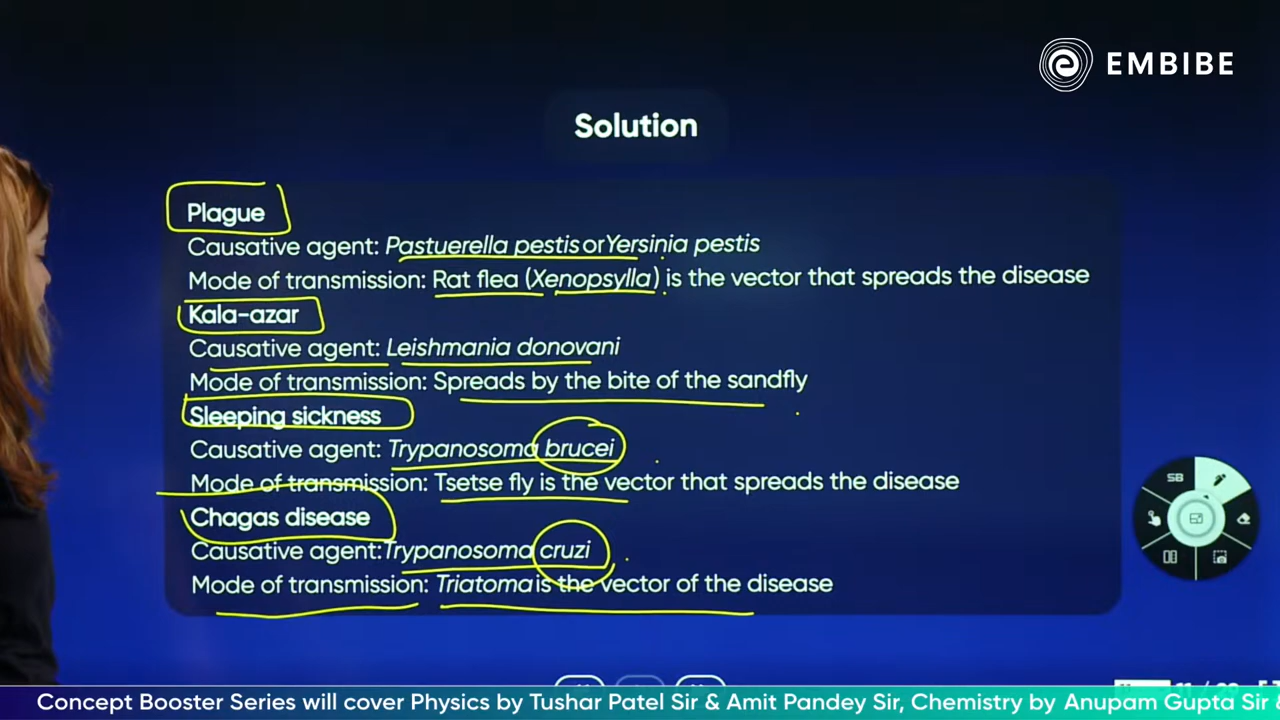 EMBIBE
Solution
Plague
Causative agent: Pastuerella pestis or Yersinia pestis
Mode of transmission: Rat flea (Xenopsylla) is the vector that spreads the disease
Kala-azar
Causative agent: Leishmania donovani
Mode of transmission: Spreads by the bite of the sandfly
Sleeping sickness
Causative agent: Trypanosoma brucei
Mode of transmission: Tsetse fly is the vector that spreads the disease
SB
Chagas disease
Causative agent: Trypanosoma cruzi
Mode of transmission: Triatoma is the vector of the disease
Concept Booster Series will cover Physics by Tushar Patel Sir & Amit Pandey Sir, Chemistry by Anupam Gupta Sir